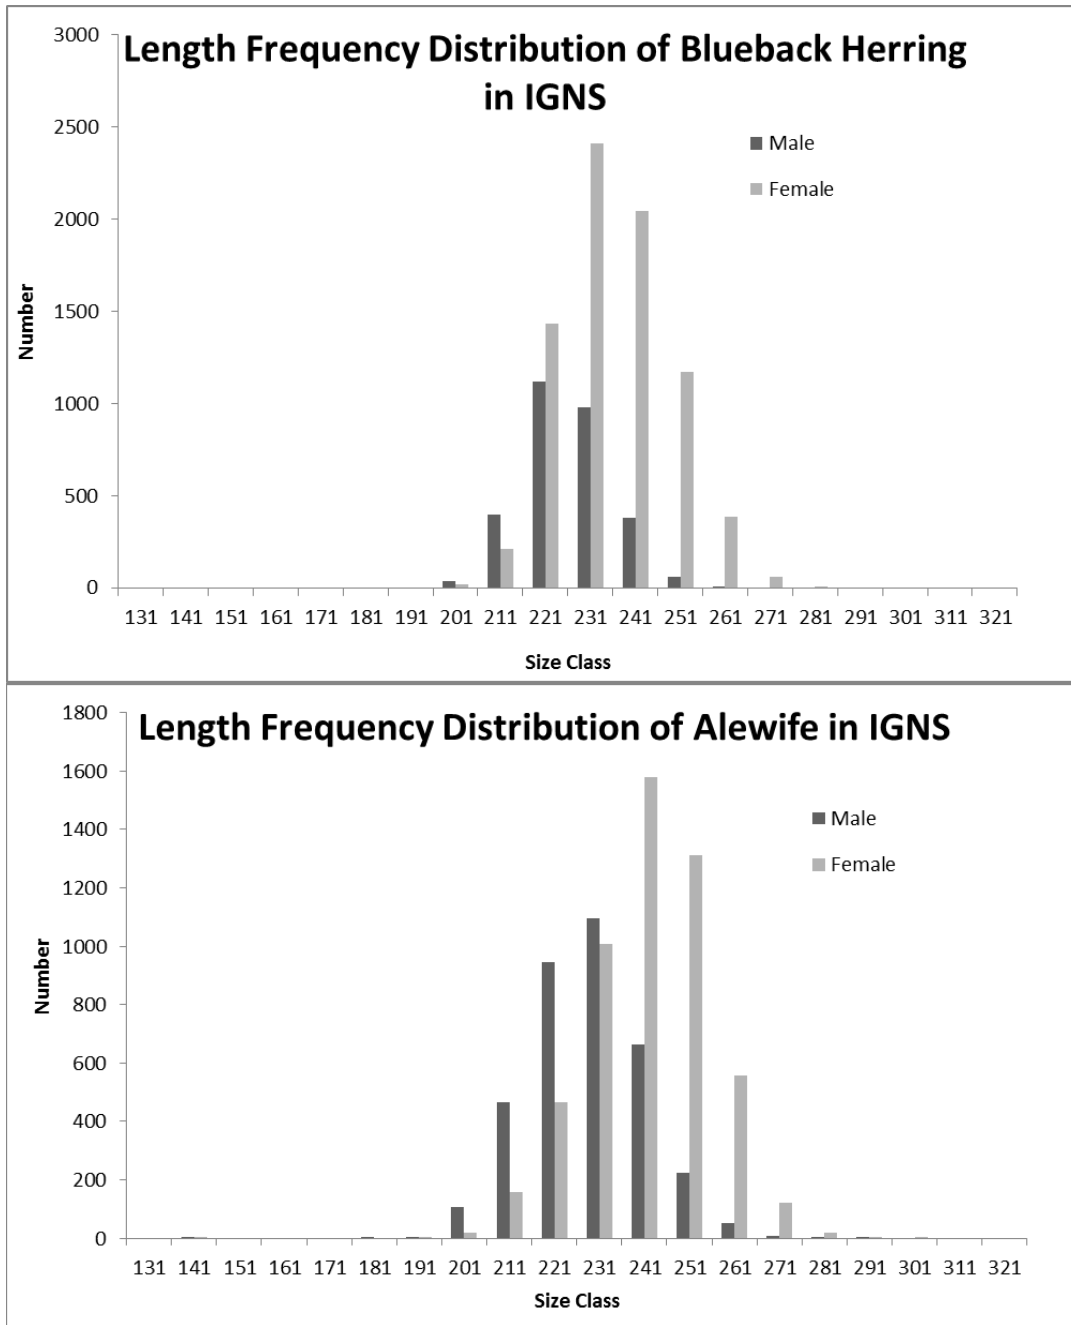 Length Frequency Distribution of Blueback Herring
in IGNS
3000
2500
2000
1500
1000
500
0
Number
Male
Female
131 141 151 161 171 181 191 201 211 221 231 241 251 261 271 281 291 301 311 321
Size Class
Length Frequency Distribution of Alewife in IGNS
1800
1600
1400
1200
1000
800
600
400
200
0
Number
Male
Female
131 141 151 161 171 181 191 201 211 221 231 241 251 261 271 281 291 301 311 321
Size Class